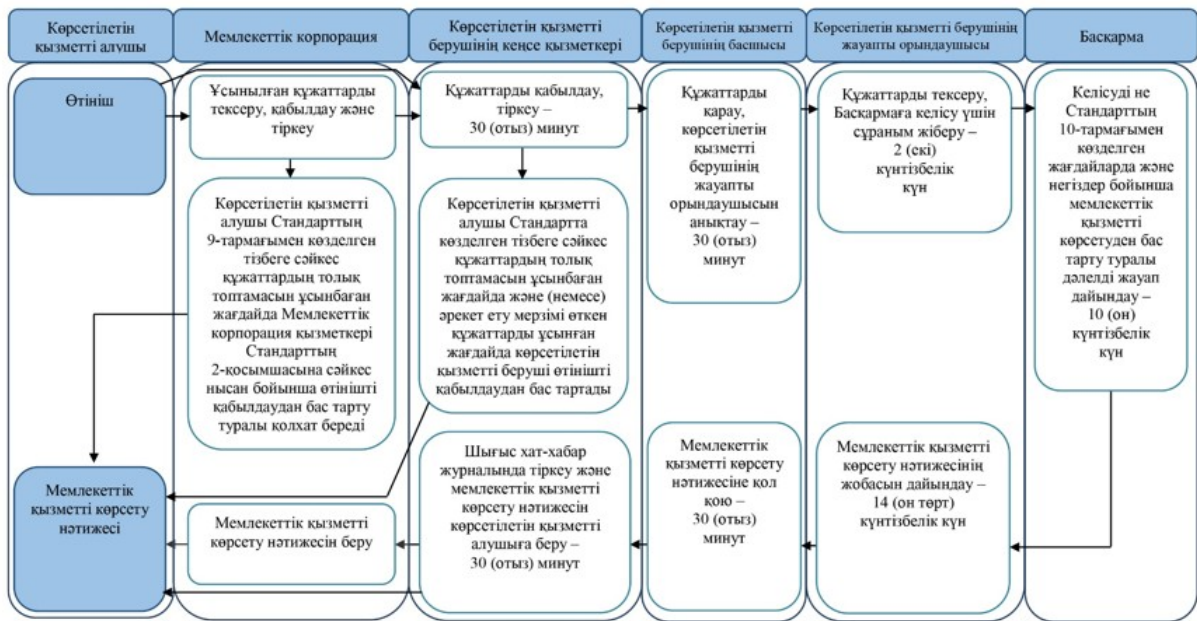 Көрсетілетін
қызметті алушы
Мемлекеттік корпорация
Көрсетілетін қызметті
берушінің кеңсе қызметкері
Көрсетілетін қызметті
берушінің басшысы
Көрсетілетін қызметті берушінің
жауапты орындаушысы
Басқарма
Өтініш
Ұсынылған құжаттарды
тексеру, қабылдау және
тіркеу
Құжаттарды қабылдау,
тіркеу –
30 (отыз) минут
Құжаттарды
қарау,
көрсетілетін
қызметті
берушінің
жауапты
орындаушысын
анықтау –
30 (отыз)
минут
Құжаттарды тексеру,
Басқармаға келісу үшін
сұраным жіберу –
2 (екі)
күнтізбелік
күн
Келісуді не
Стандарттың
10-тармағымен
көзделген
жағдайларда және
негіздер бойынша
мемлекеттік
қызметті
көрсетуден бас
тарту туралы
дәлелді жауап
дайындау –
10 (он)
күнтізбелік
күн
Көрсетілетін қызметті
алушы Стандарттың
9-тармағымен көзделген
тізбеге сәйкес
құжаттардың толық
топтамасын ұсынбаған
жағдайда Мемлекеттік
корпорация қызметкері
Стандарттың
2-қосымшасына сәйкес
нысан бойынша өтінішті
қабылдаудан бас тарту
туралы қолхат береді
Көрсетілетін қызметті
алушы Стандартта
көзделген тізбеге сәйкес
құжаттардың толық
топтамасын ұсынбаған
жағдайда және (немесе)
әрекет ету мерзімі өткен
құжаттарды ұсынған
жағдайда көрсетілетін
қызметті беруші өтінішті
қабылдаудан бас тартады
Мемлекеттік
қызметті көрсету
нәтижесі
Мемлекеттік қызметті
көрсету нәтижесін беру
Шығыс хат-хабар
журналында тіркеу және
мемлекеттік қызметті
көрсету нәтижесін
көрсетілетін қызметті
алушыға беру –
30 (отыз) минут
Мемлекеттік
қызметті көрсету
нәтижесіне қол
қою –
30 (отыз)
минут
Мемлекеттік қызметті
көрсету нәтижесінің
жобасын дайындау –
14 (он төрт)
күнтізбелік күн